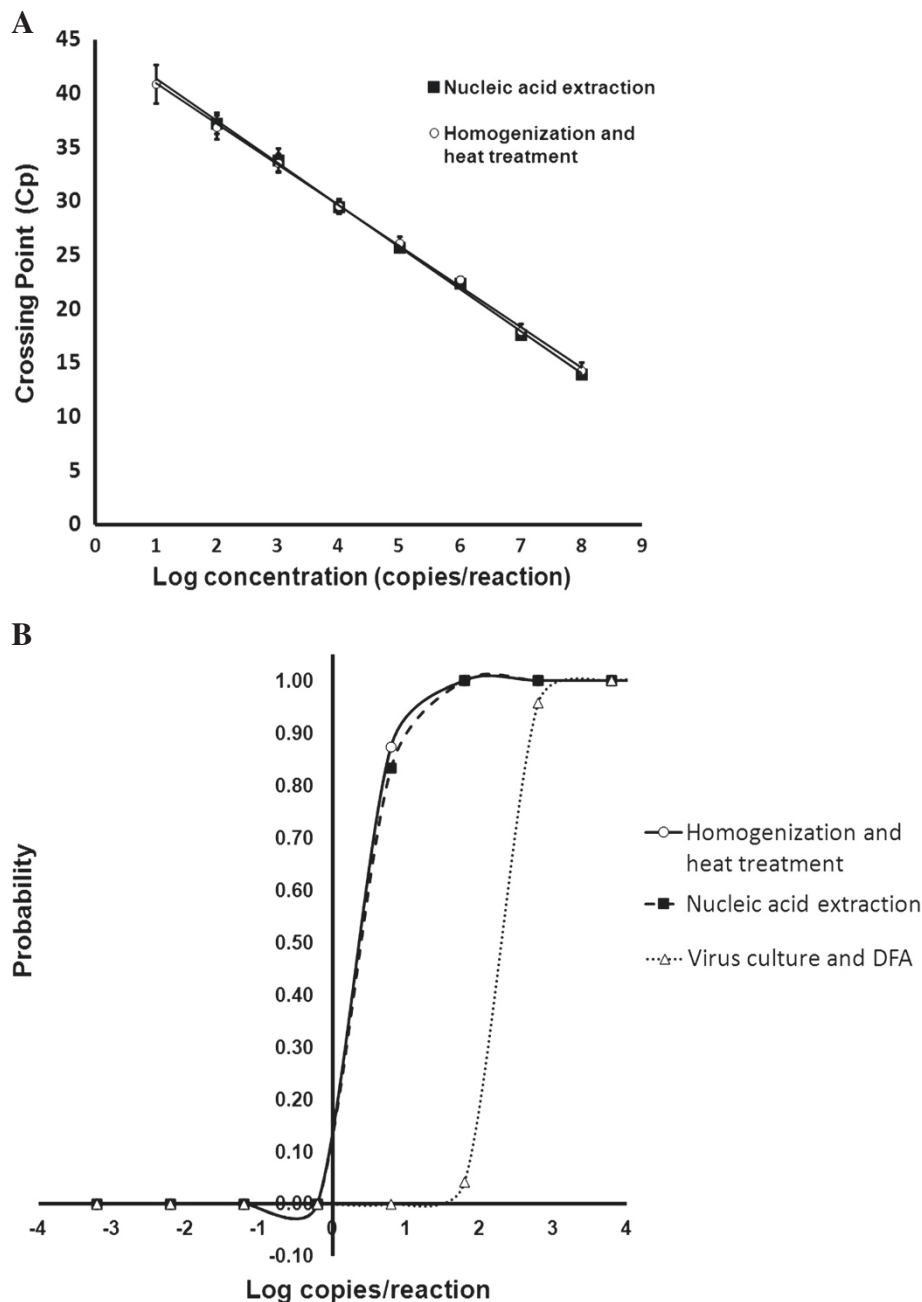 A
45
40
35
30
25
20
15
10
5
0
0 1 2 3 4 5 6 7 8 9
Crossing Point (Cp)
Log concentration (copies/reaction)
Nucleic acid extraction
Homogenization and
heat treatment
B
1.00
0.90
0.80
0.70
0.60
0.50
0.40
0.30
0.20
0.10
0.00
-0.10
-4 -3 -2 -1 0 1 2 3 4
Probability
Log copies/reaction
Homogenization and
heat treatment
Nucleic acid extraction
Virus culture and DFA